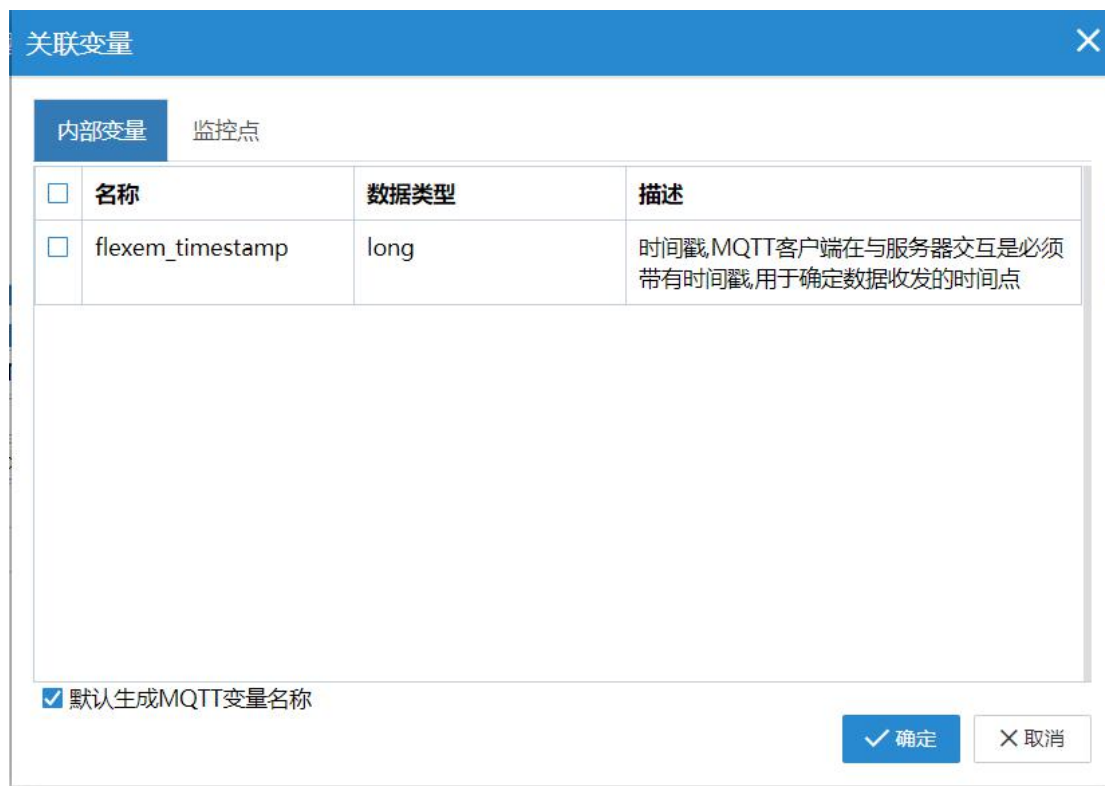 关联变量
内部变量 监控点
名称 数据类型 描述
flexem_timestamp long 时间戳,MQTT客户端在与服务器交互是必须
带有时间戳,用于确定数据收发的时间点
默认生成MQTT变量名称
确定 取消